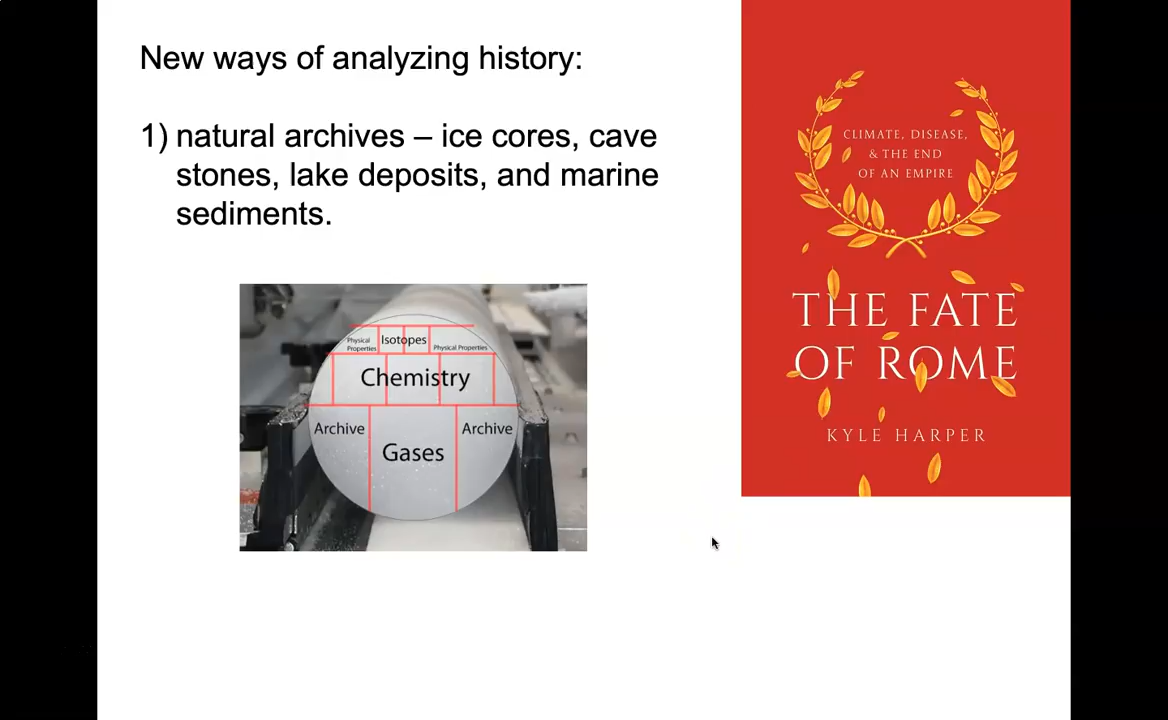 New ways of analyzing history:
1) natural archives – ice cores, cave
stones, lake deposits, and marine
sediments.
Physical
Properties
Isotopes
Physical Properties
Chemistry
Archive
Archive
Gases
CLIMATE, DISEASE,
& THE END
OF AN EMPIRE
THE FATE
OF ROME
KYLE HARPER